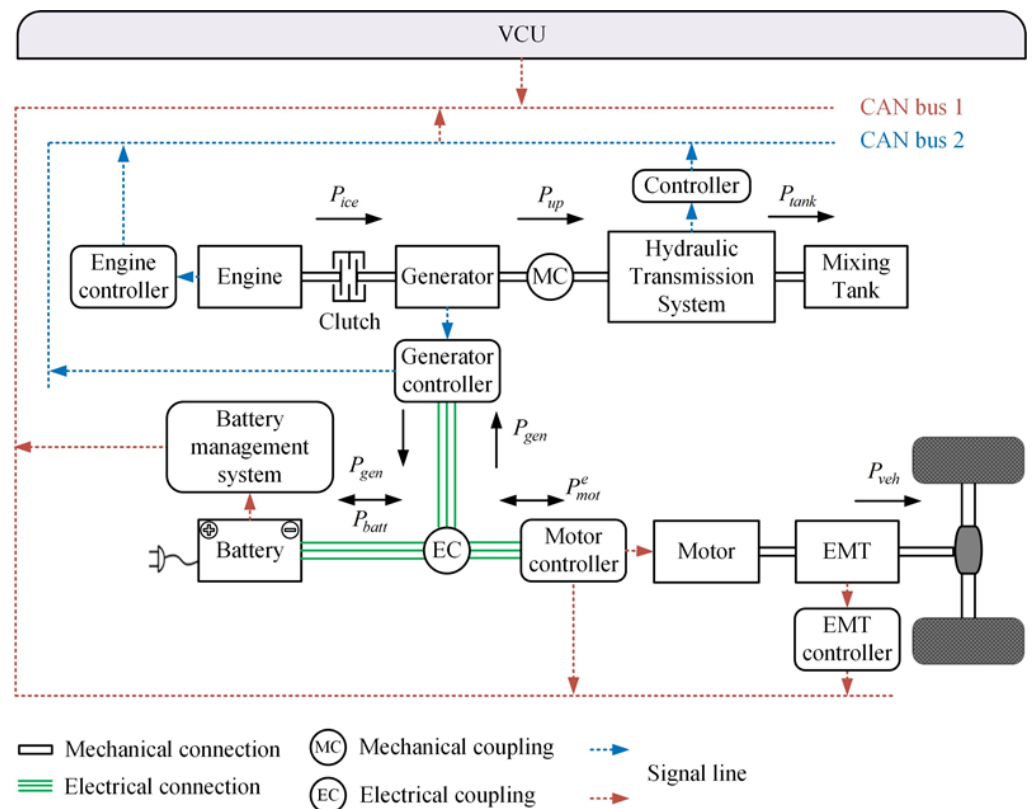 VCU
CAN bus 1
CAN bus 2
Controller
P_ice
P_up
P_tank
Engine
controller
Engine
Clutch
Generator
MC
Hydraulic
Transmission
System
Mixing
Tank
Generator
controller
Battery
management
system
P_gen
P_gen
P_batt
P^e_mot
P_veh
Battery
EC
Motor
controller
Motor
EMT
EMT
controller
Mechanical connection
MC Mechanical coupling
Signal line
Electrical connection
EC Electrical coupling